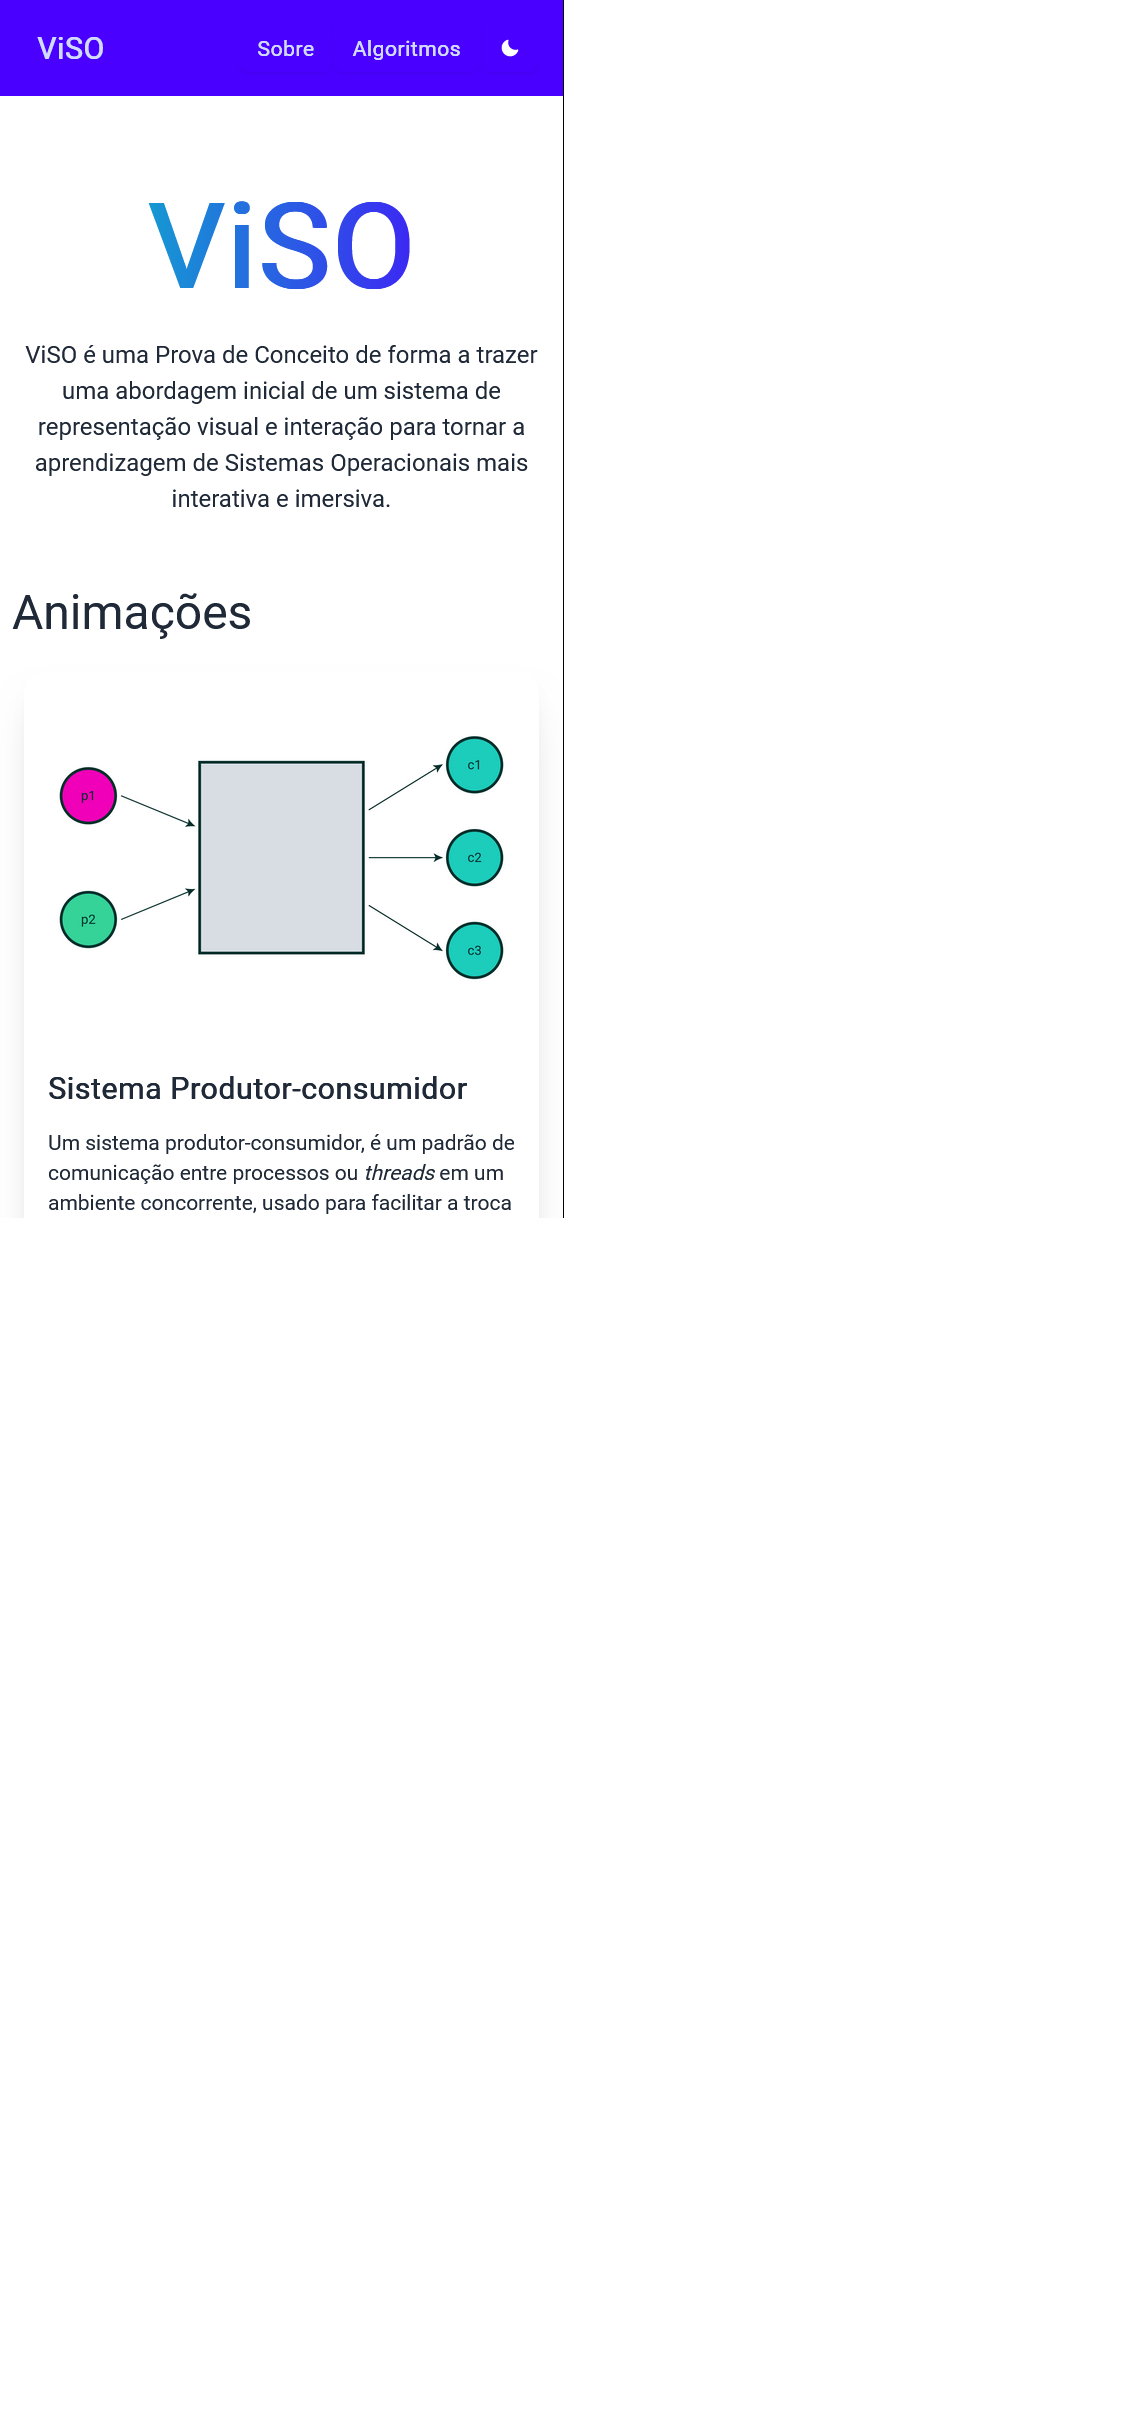 ViSO Sobre Algoritmos
ViSO
ViSO é uma Prova de Conceito de forma a trazer
uma abordagem inicial de um sistema de
representação visual e interação para tornar a
aprendizagem de Sistemas Operacionais mais
interativa e imersiva.
Animações
p1
p2
c1
c2
c3
Sistema Produtor-consumidor
Um sistema produtor-consumidor, é um padrão de
comunicação entre processos ou threads em um
ambiente concorrente, usado para facilitar a troca